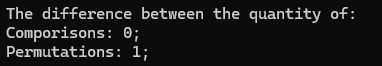 The difference between the quantity of:
Comporisons: 0;
Permutations: 1;